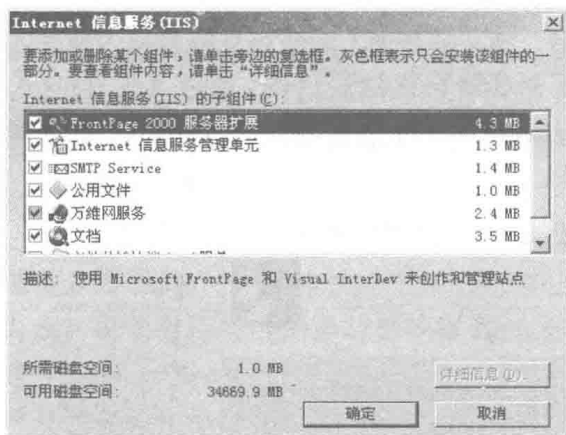 Internet 信息服务(IIS)
要添加或删除某个组件，请单击旁边的复选框。灰色框表示只会安装该组件的一
部分。要查看组件内容，请单击“详细信息”。
Internet 信息服务(IIS) 的子组件(C):
FrontPage 2000 服务器扩展 4.3 MB
Internet 信息服务管理单元 1.3 MB
SMTP Service 1.4 MB
公用文件 1.0 MB
万维网服务 2.4 MB
文档 3.5 MB
描述: 使用 Microsoft FrontPage 和 Visual InterDev 来创作和管理站点
所需磁盘空间: 1.0 MB
可用磁盘空间: 34669.9 MB
详细信息(D)...
确定 取消